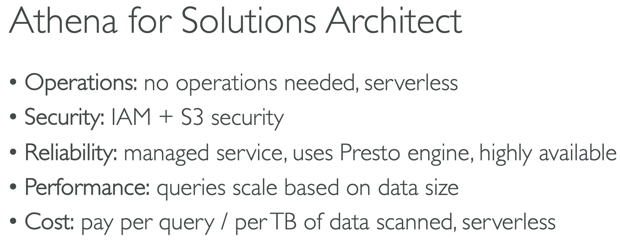 Athena for Solutions Architect
• Operations: no operations needed, serverless
• Security: IAM + S3 security
• Reliability: managed service, uses Presto engine, highly available
• Performance: queries scale based on data size
• Cost: pay per query / per TB of data scanned, serverless